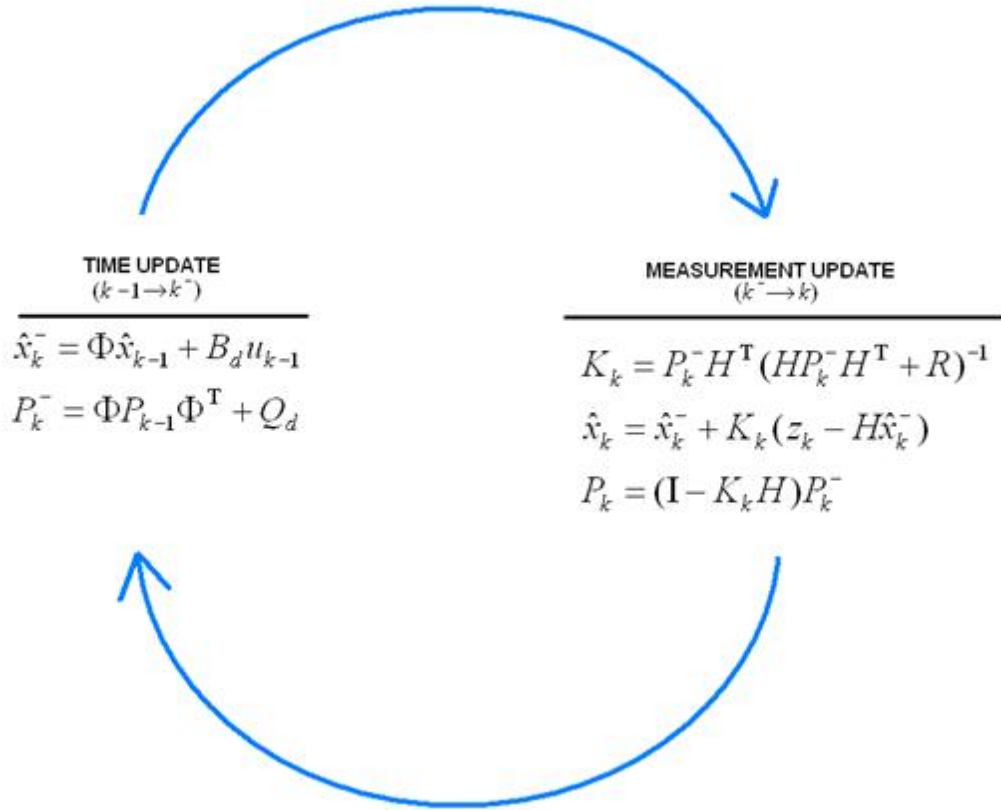 TIME UPDATE
(k−1→k⁻)
x̂ₖ⁻ = Φx̂ₖ₋₁ + B_d uₖ₋₁
Pₖ⁻ = ΦPₖ₋₁Φᵀ + Q_d
MEASUREMENT UPDATE
(k⁻→k)
Kₖ = Pₖ⁻Hᵀ(HPₖ⁻Hᵀ + R)⁻¹
x̂ₖ = x̂ₖ⁻ + Kₖ(zₖ − Hx̂ₖ⁻)
Pₖ = (I − KₖH)Pₖ⁻